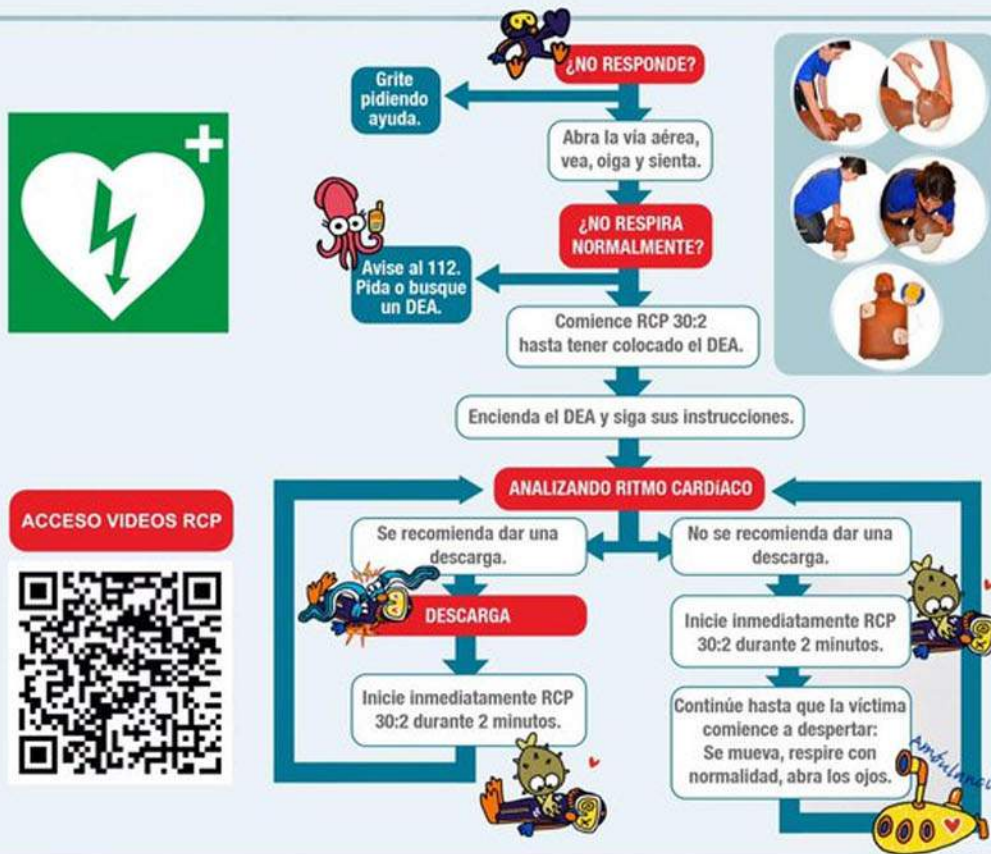 ¿NO RESPONDE?
Grite
pidiendo
ayuda.
Abra la vía aérea,
vea, oiga y sienta.
¿NO RESPIRA
NORMALMENTE?
Avise al 112.
Pida o busque
un DEA.
Comience RCP 30:2
hasta tener colocado el DEA.
Encienda el DEA y siga sus instrucciones.
ANALIZANDO RITMO CARDíACO
ACCESO VIDEOS RCP
Se recomienda dar una
descarga.
DESCARGA
Inicie inmediatamente RCP
30:2 durante 2 minutos.
No se recomienda dar una
descarga.
Inicie inmediatamente RCP
30:2 durante 2 minutos.
Continúe hasta que la víctima
comience a despertar:
Se mueva, respire con
normalidad, abra los ojos.